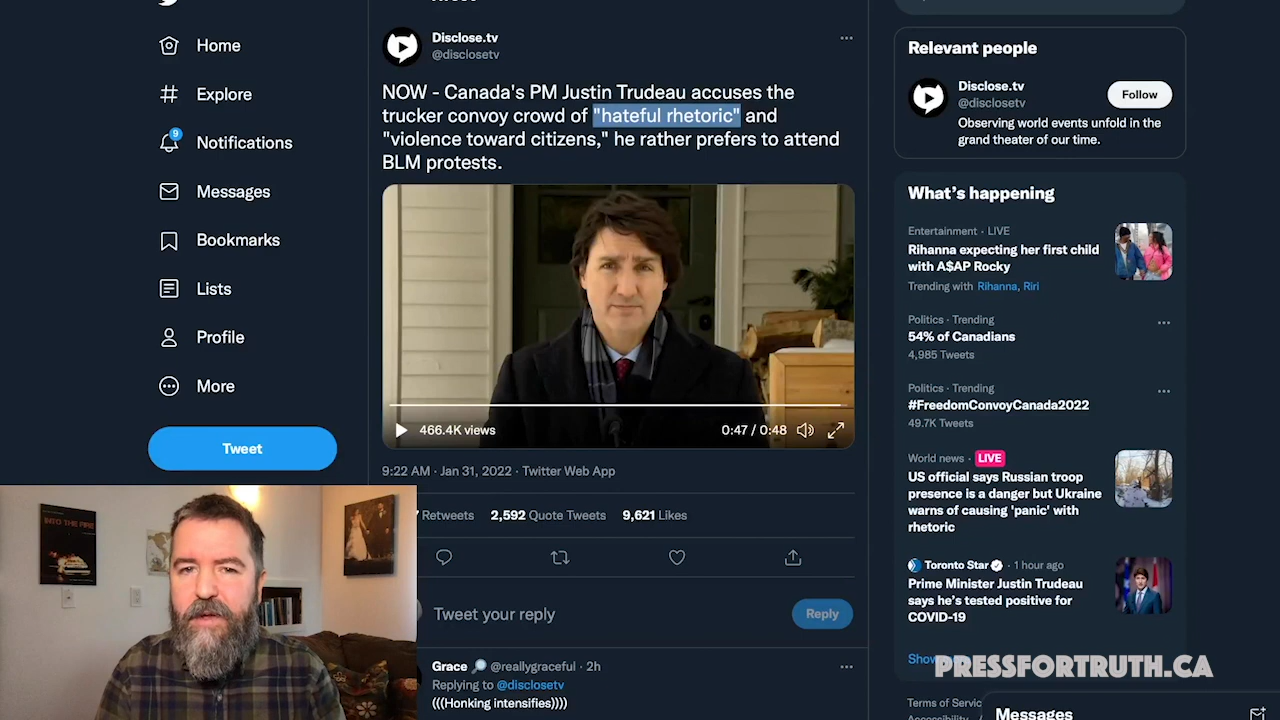 Home
Explore
9
Notifications
Messages
Bookmarks
Lists
Profile
More
Tweet
Disclose.tv
@disclosetv
NOW - Canada's PM Justin Trudeau accuses the
trucker convoy crowd of "hateful rhetoric" and
"violence toward citizens," he rather prefers to attend
BLM protests.
466.4K views
0:47 / 0:48
9:22 AM · Jan 31, 2022 · Twitter Web App
Retweets 2,592 Quote Tweets 9,621 Likes
Tweet your reply
Reply
Grace @reallygraceful · 2h
Replying to @disclosetv
(((Honking intensifies))))
Relevant people
Disclose.tv
@disclosetv
Follow
Observing world events unfold in the
grand theater of our time.
What's happening
Entertainment · LIVE
Rihanna expecting her first child
with A$AP Rocky
Trending with Rihanna, Riri
Politics · Trending
54% of Canadians
4,985 Tweets
Politics · Trending
#FreedomConvoyCanada2022
49.7K Tweets
World news · LIVE
US official says Russian troop
presence is a danger but Ukraine
warns of causing 'panic' with
rhetoric
Toronto Star · 1 hour ago
Prime Minister Justin Trudeau
says he's tested positive for
COVID-19
Show
PRESSFORTRUTH.CA
Terms of Servic
Messages
INTO THE FIRE